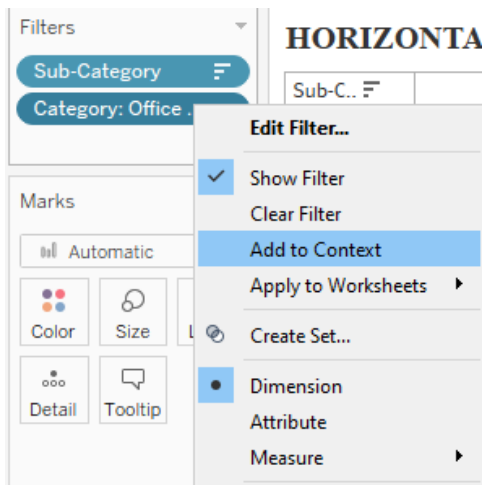 Filters
HORIZONTA
Sub-Category
Sub-C..
Category: Office .
Edit Filter...
Show Filter
Marks
Clear Filter
Automatic
Add to Context
Apply to Worksheets
Color
Size
L
Create Set...
Dimension
Detail
Tooltip
Attribute
Measure